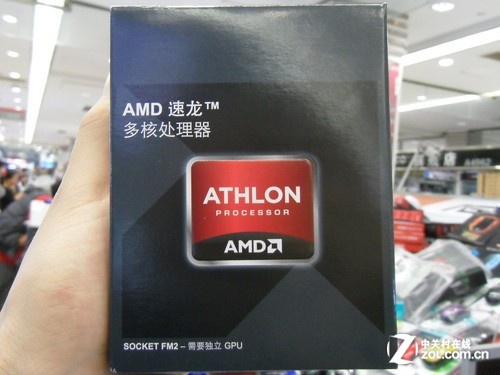 AMD 速龙™
多核处理器
ATHLON
PROCESSOR
AMD
SOCKET FM2 – 需要独立 GPU
中关村在线
zol.com.cn